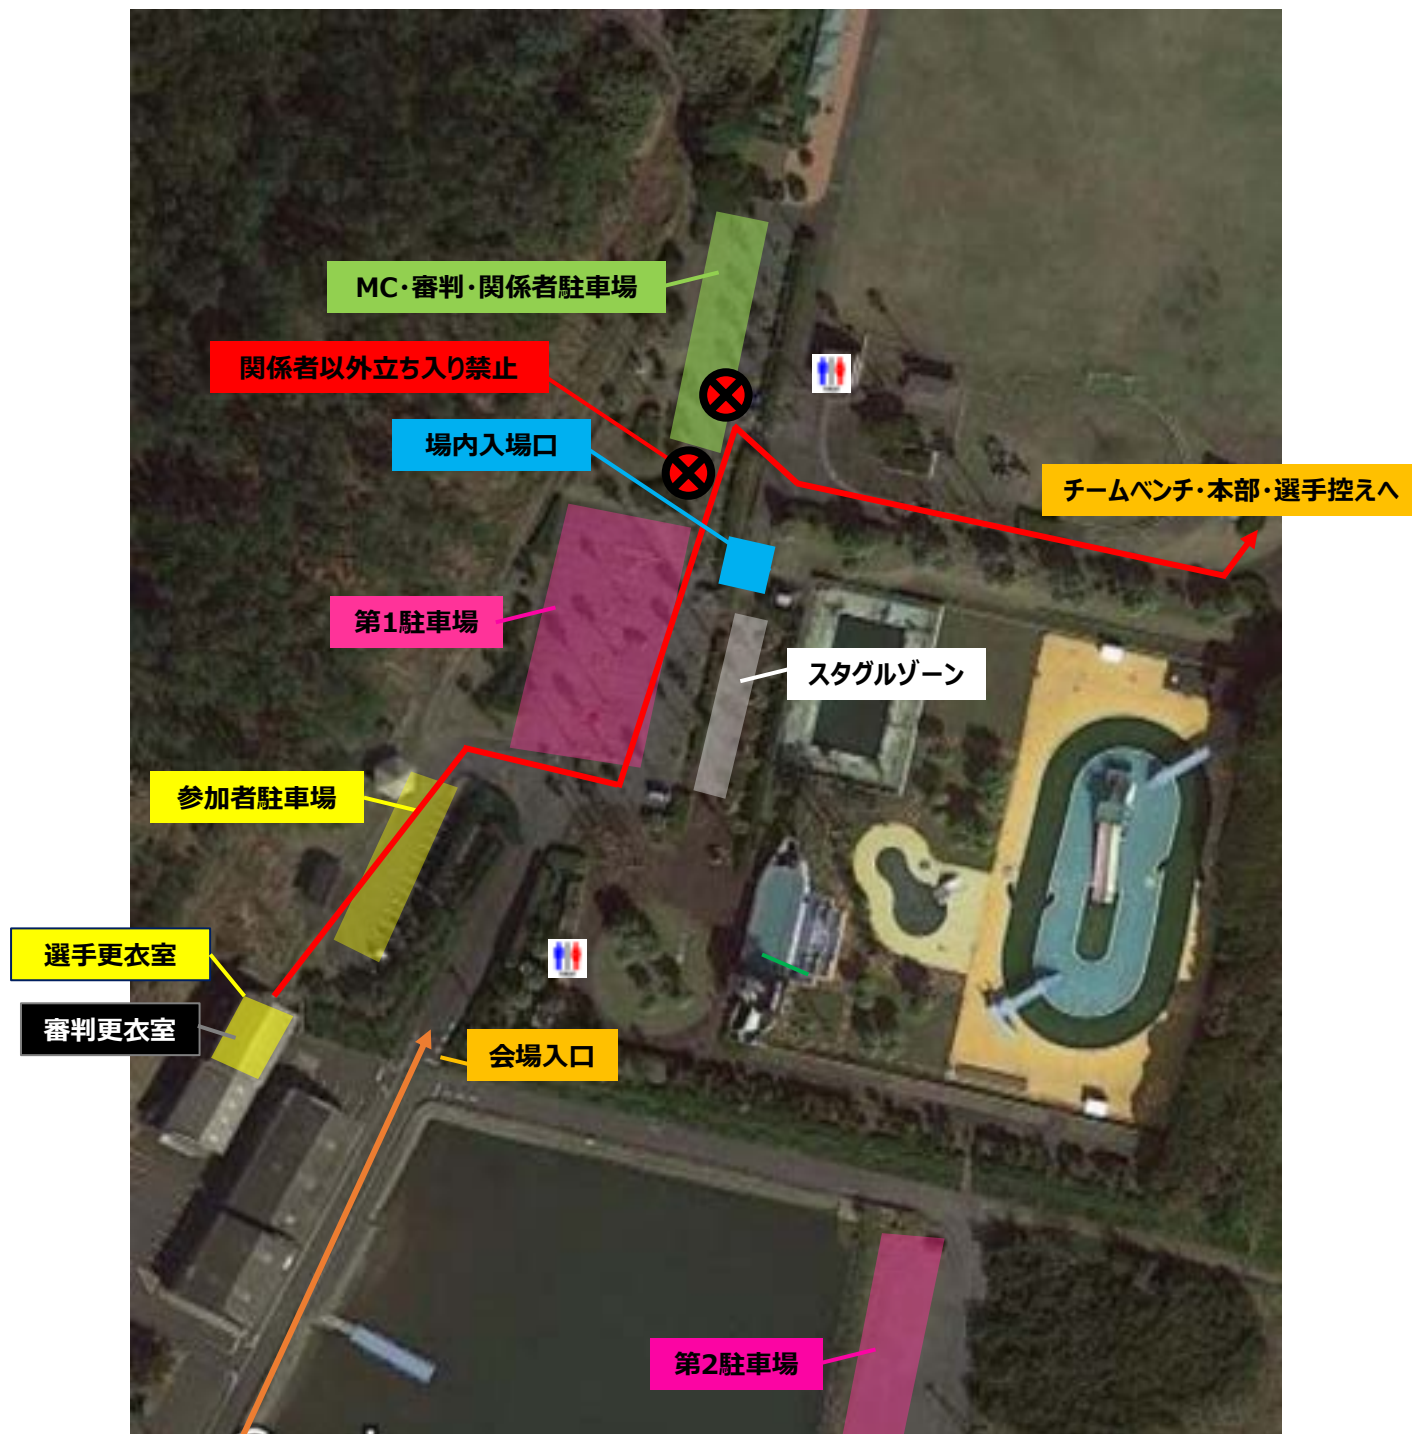 MC・審判・関係者駐車場
関係者以外立ち入り禁止
場内入場口
チームベンチ・本部・選手控えへ
第1駐車場
スタグルゾーン
参加者駐車場
選手更衣室
審判更衣室
会場入口
第2駐車場